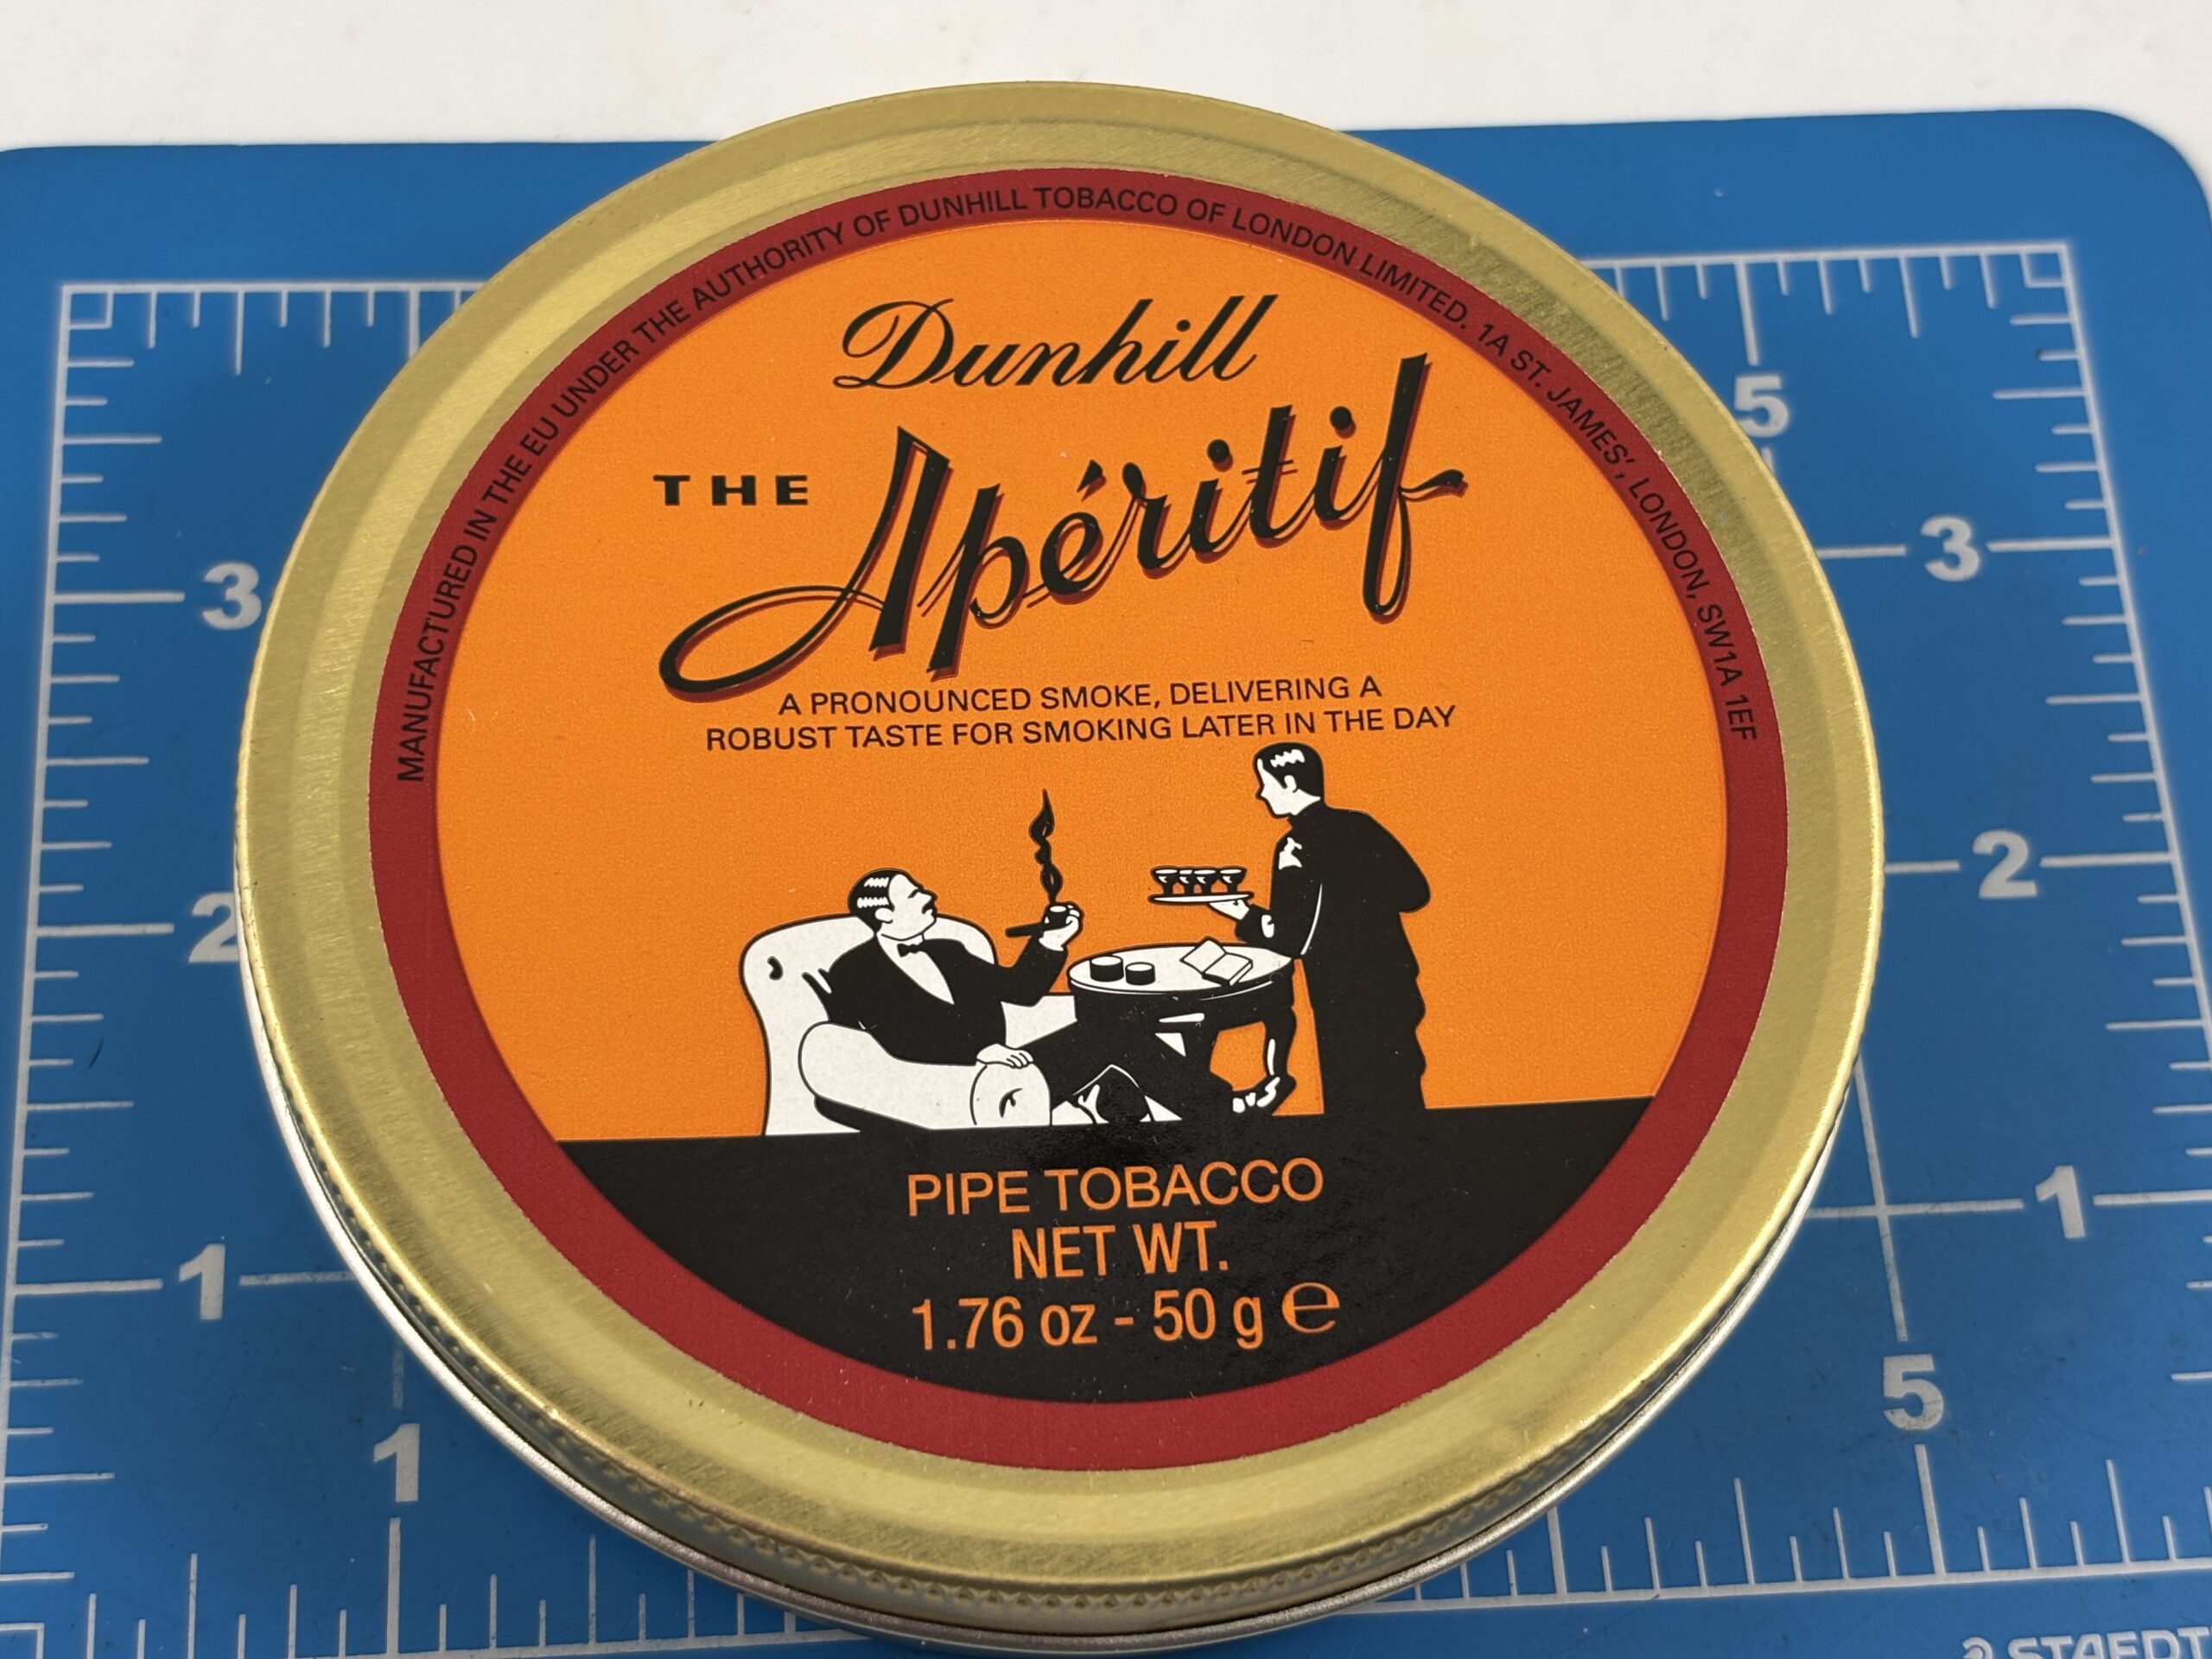 MANUFACTURED IN THE EU UNDER THE AUTHORITY OF DUNHILL TOBACCO OF LONDON LIMITED. 1A ST. JAMES', LONDON, SW1A 1EF
Dunhill
THE Apéritif
A PRONOUNCED SMOKE, DELIVERING A
ROBUST TASTE FOR SMOKING LATER IN THE DAY
PIPE TOBACCO
NET WT.
1.76 oz - 50 g e
5
3
3
2
2
1
1
1
5